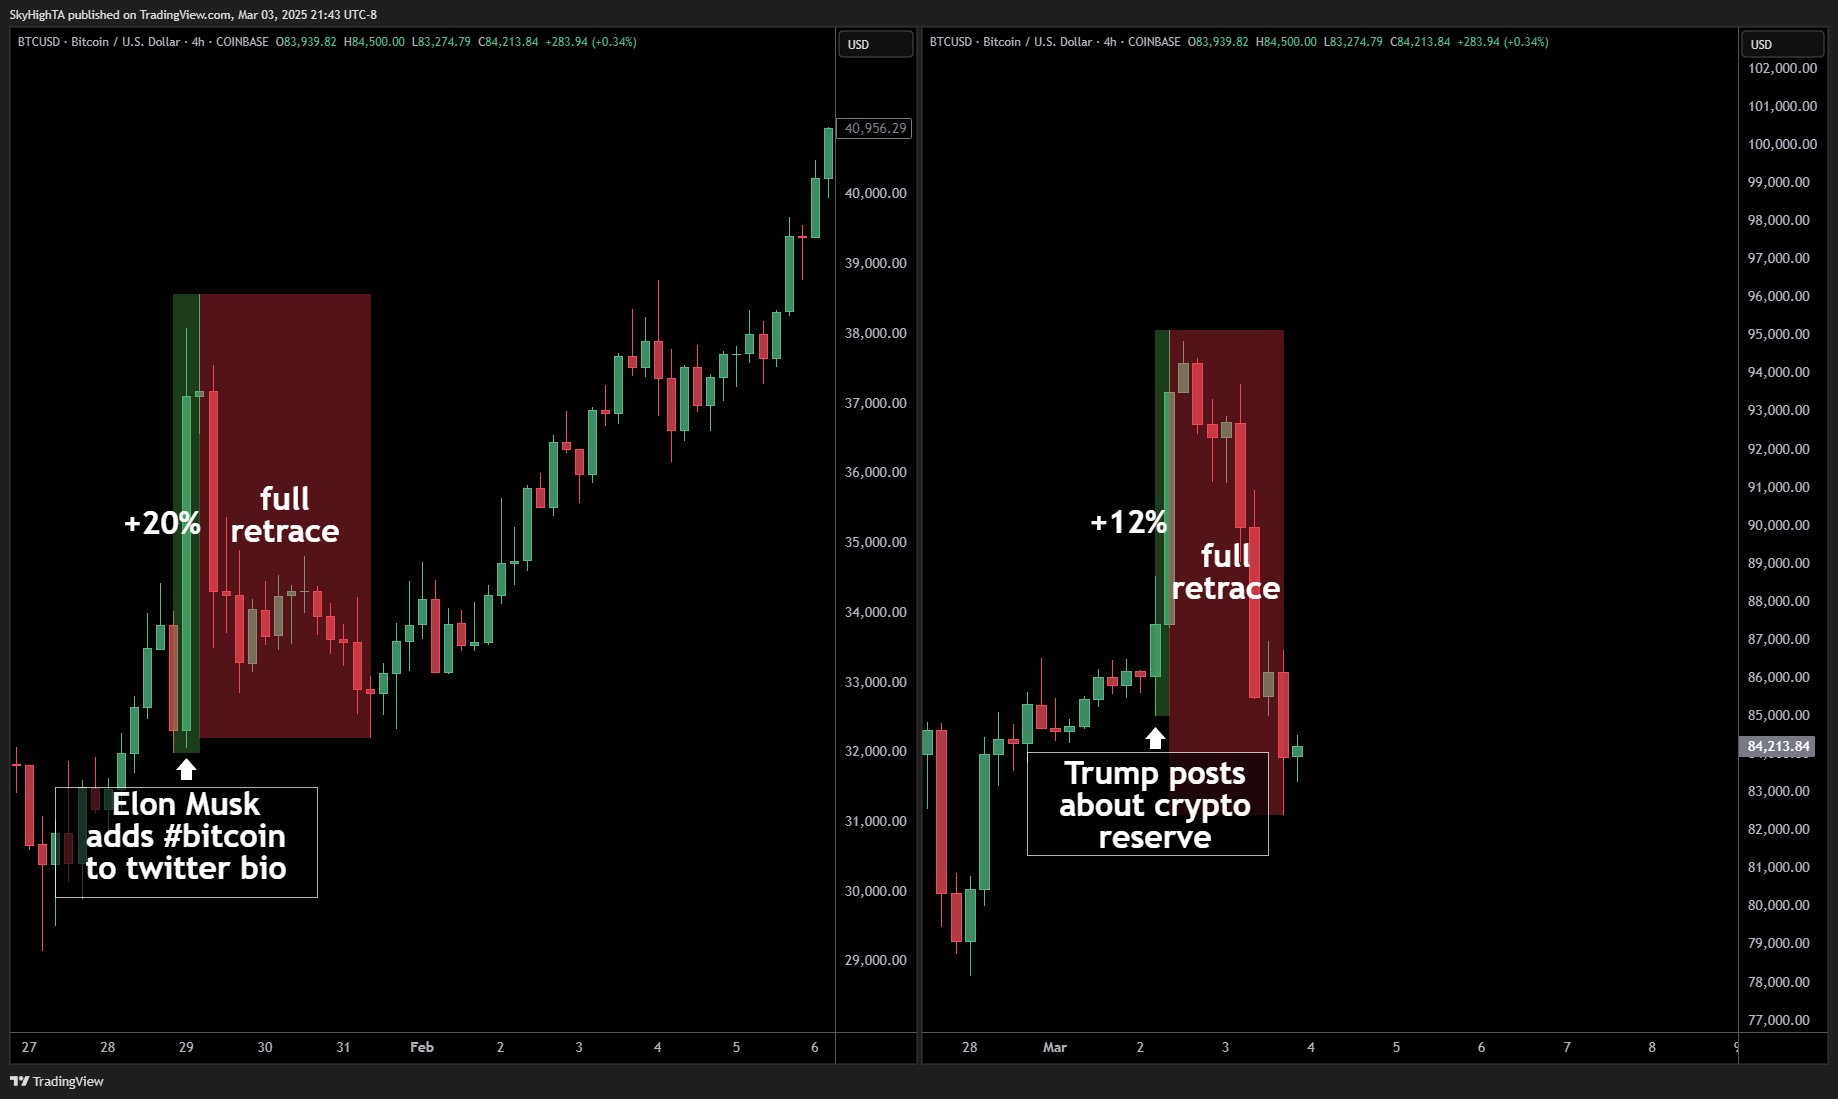 SkyHighTA published on TradingView.com, Mar 03, 2025 21:43 UTC-8
BTCUSD · Bitcoin / U.S. Dollar · 4h · COINBASE O83,939.82 H84,500.00 L83,274.79 C84,213.84 +283.94 (+0.34%)
USD
40,956.29
40,000.00
39,000.00
38,000.00
37,000.00
36,000.00
35,000.00
34,000.00
33,000.00
32,000.00
31,000.00
30,000.00
29,000.00
+20%
full
retrace
Elon Musk
adds #bitcoin
to twitter bio
27 28 29 30 31 Feb 2 3 4 5 6
BTCUSD · Bitcoin / U.S. Dollar · 4h · COINBASE O83,939.82 H84,500.00 L83,274.79 C84,213.84 +283.94 (+0.34%)
USD
102,000.00
101,000.00
100,000.00
99,000.00
98,000.00
97,000.00
96,000.00
95,000.00
94,000.00
93,000.00
92,000.00
91,000.00
90,000.00
89,000.00
88,000.00
87,000.00
86,000.00
85,000.00
84,213.84
83,000.00
82,000.00
81,000.00
80,000.00
79,000.00
78,000.00
77,000.00
+12%
full
retrace
Trump posts
about crypto
reserve
28 Mar 2 3 4 5 6 7 8
TradingView